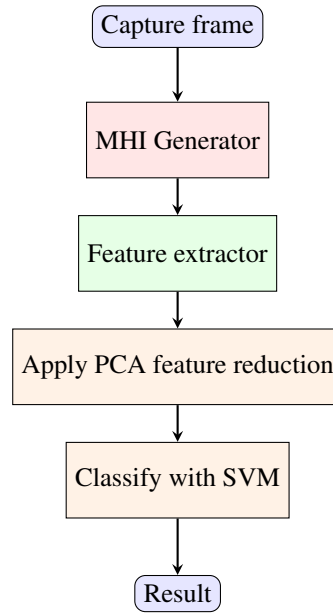 Capture frame
MHI Generator
Feature extractor
Apply PCA feature reduction
Classify with SVM
Result